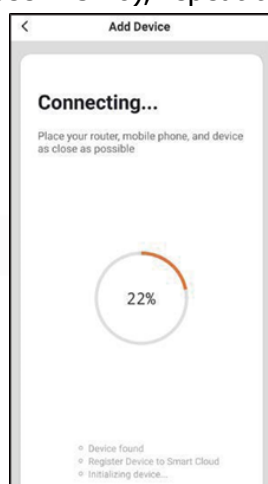 Add Device
Connecting...
Place your router, mobile phone, and device
as close as possible
22%
Device found
Register Device to Smart Cloud
Initializing device...